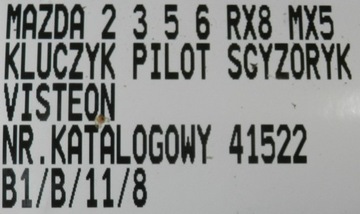 MAZDA 2 3 5 6 RX8 MX5
KLUCZYK PILOT SGYZORYK
VISTEON
NR.KATALOGOWY 41522
B1/B/11/8